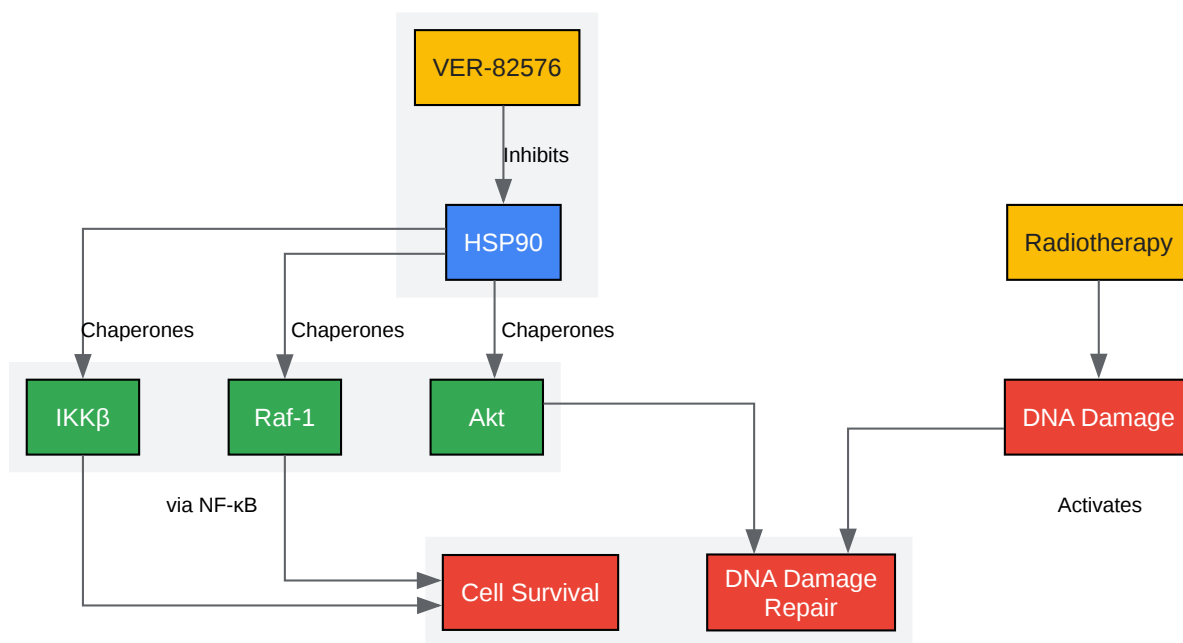 VER-82576
Inhibits
HSP90
Radiotherapy
Chaperones
Chaperones
Chaperones
IKKβ
Raf-1
Akt
DNA Damage
via NF-κB
Activates
Cell Survival
DNA Damage
Repair